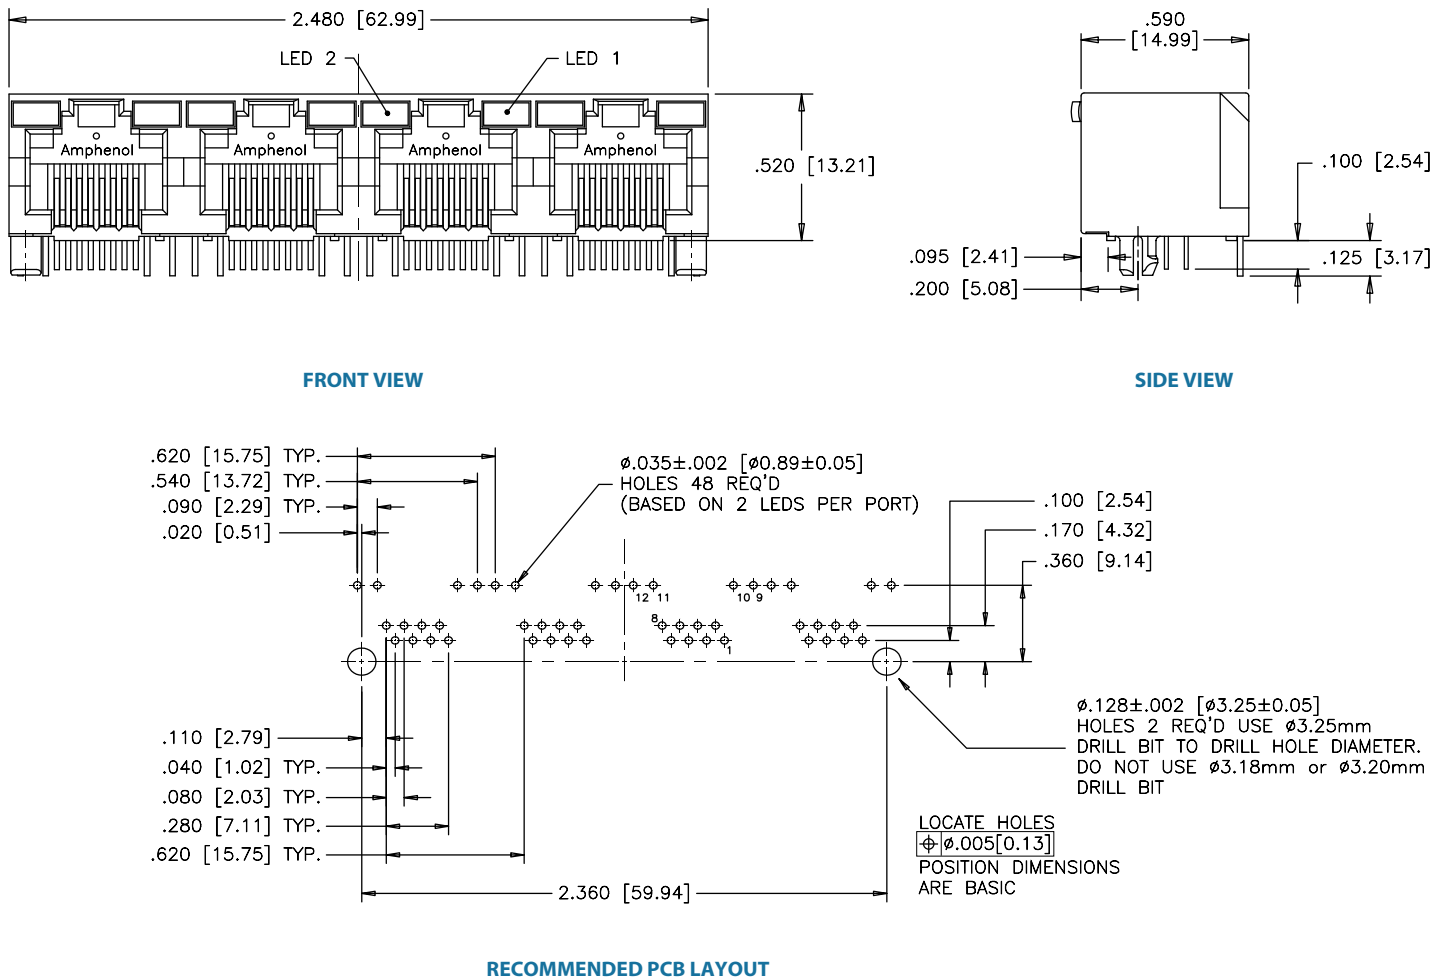 2.480 [62.99]
LED 2
LED 1
Amphenol
Amphenol
Amphenol
Amphenol
.520 [13.21]
.590
[14.99]
.100 [2.54]
.095 [2.41]
.125 [3.17]
.200 [5.08]
FRONT VIEW
SIDE VIEW
.620 [15.75] TYP.
.540 [13.72] TYP.
.090 [2.29] TYP.
.020 [0.51]
ø.035±.002 [ø0.89±0.05]
HOLES 48 REQ'D
(BASED ON 2 LEDS PER PORT)
.100 [2.54]
.170 [4.32]
.360 [9.14]
12 11
10 9
8
1
.110 [2.79]
.040 [1.02] TYP.
.080 [2.03] TYP.
.280 [7.11] TYP.
.620 [15.75] TYP.
2.360 [59.94]
ø.128±.002 [ø3.25±0.05]
HOLES 2 REQ'D USE ø3.25mm
DRILL BIT TO DRILL HOLE DIAMETER.
DO NOT USE ø3.18mm or ø3.20mm
DRILL BIT
LOCATE HOLES
⌖ ø.005[0.13]
POSITION DIMENSIONS
ARE BASIC
RECOMMENDED PCB LAYOUT